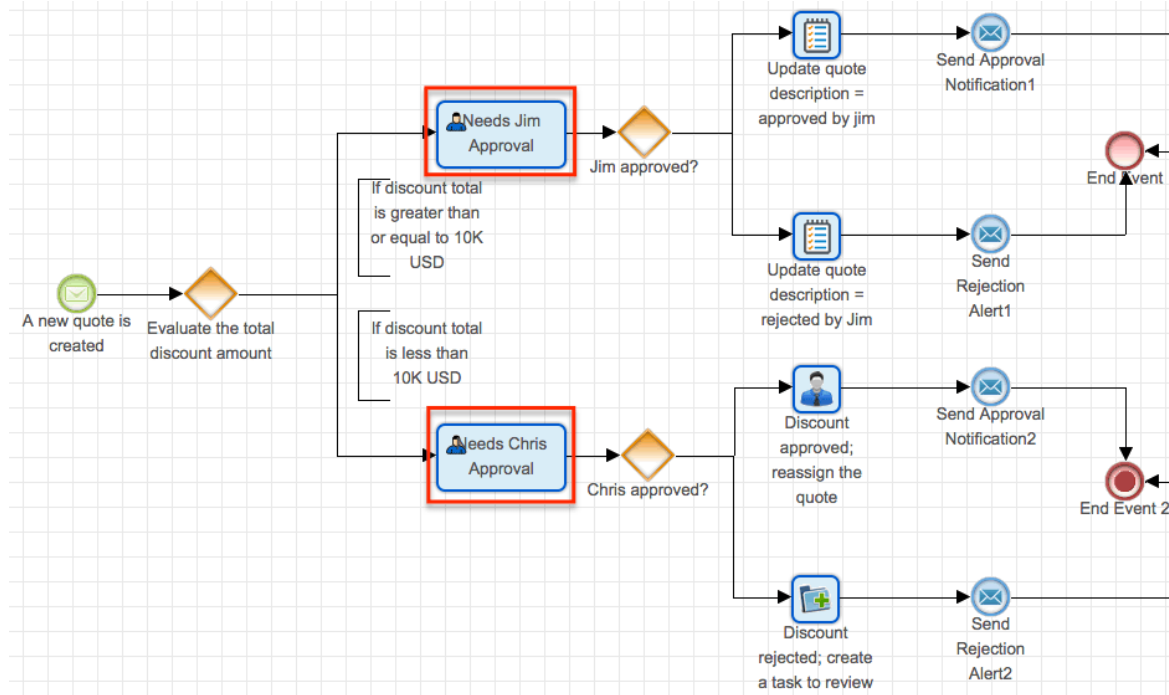 A new quote is
created
Evaluate the total
discount amount
Needs Jim
Approval
If discount total
is greater than
or equal to 10K
USD
If discount total
is less than
10K USD
Needs Chris
Approval
Jim approved?
Update quote
description =
approved by jim
Send Approval
Notification1
Update quote
description =
rejected by Jim
Send
Rejection
Alert1
End Event
Chris approved?
Discount
approved;
reassign the
quote
Send Approval
Notification2
End Event 2
Discount
rejected; create
a task to review
Send
Rejection
Alert2